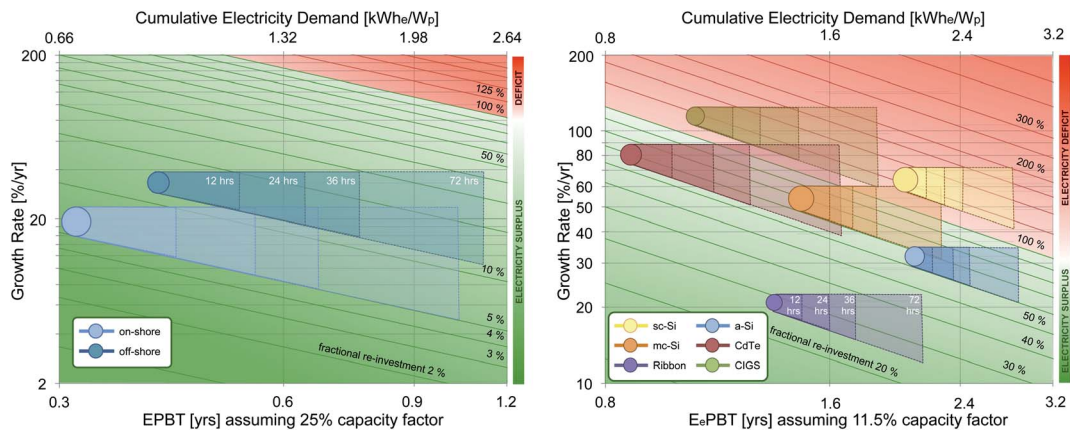 Cumulative Electricity Demand [kWhe/Wp]
0.66 1.32 1.98 2.64
200
20
2
Growth Rate [%/yr]
125 %
100 %
50 %
10 %
5 %
4 %
3 %
fractional re-investment 2 %
12 hrs 24 hrs 36 hrs 72 hrs
on-shore
off-shore
DEFICIT
ELECTRICITY SURPLUS
0.3 0.6 0.9 1.2
EPBT [yrs] assuming 25% capacity factor
Cumulative Electricity Demand [kWhe/Wp]
0.8 1.6 2.4 3.2
200
100
80
60
50
40
30
20
10
Growth Rate [%/yr]
300 %
200 %
100 %
50 %
40 %
30 %
fractional re-investment 20 %
12 hrs
24 hrs
36 hrs
72 hrs
sc-Si a-Si
mc-Si CdTe
Ribbon CIGS
ELECTRICITY DEFICIT
ELECTRICITY SURPLUS
0.8 1.6 2.4 3.2
EePBT [yrs] assuming 11.5% capacity factor